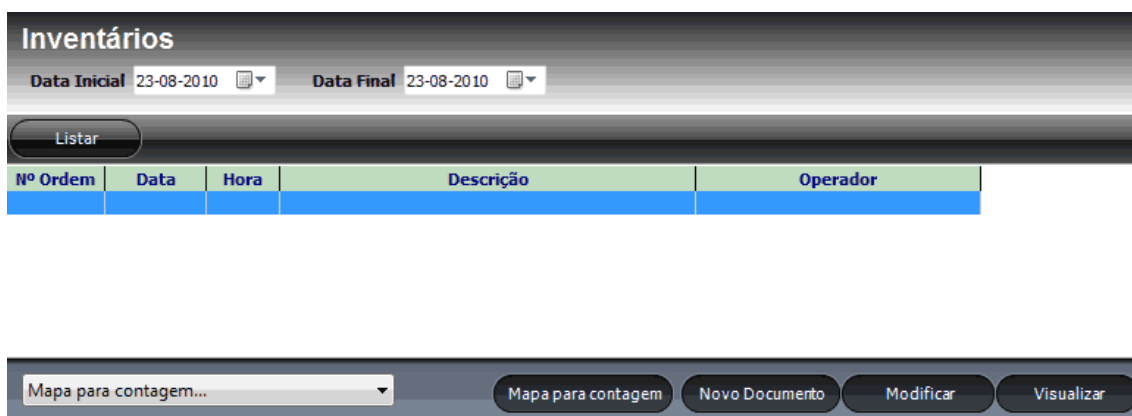 Inventários
Data Inicial 23-08-2010 Data Final 23-08-2010
Listar
Nº Ordem Data Hora Descrição Operador
Mapa para contagem... Mapa para contagem Novo Documento Modificar Visualizar